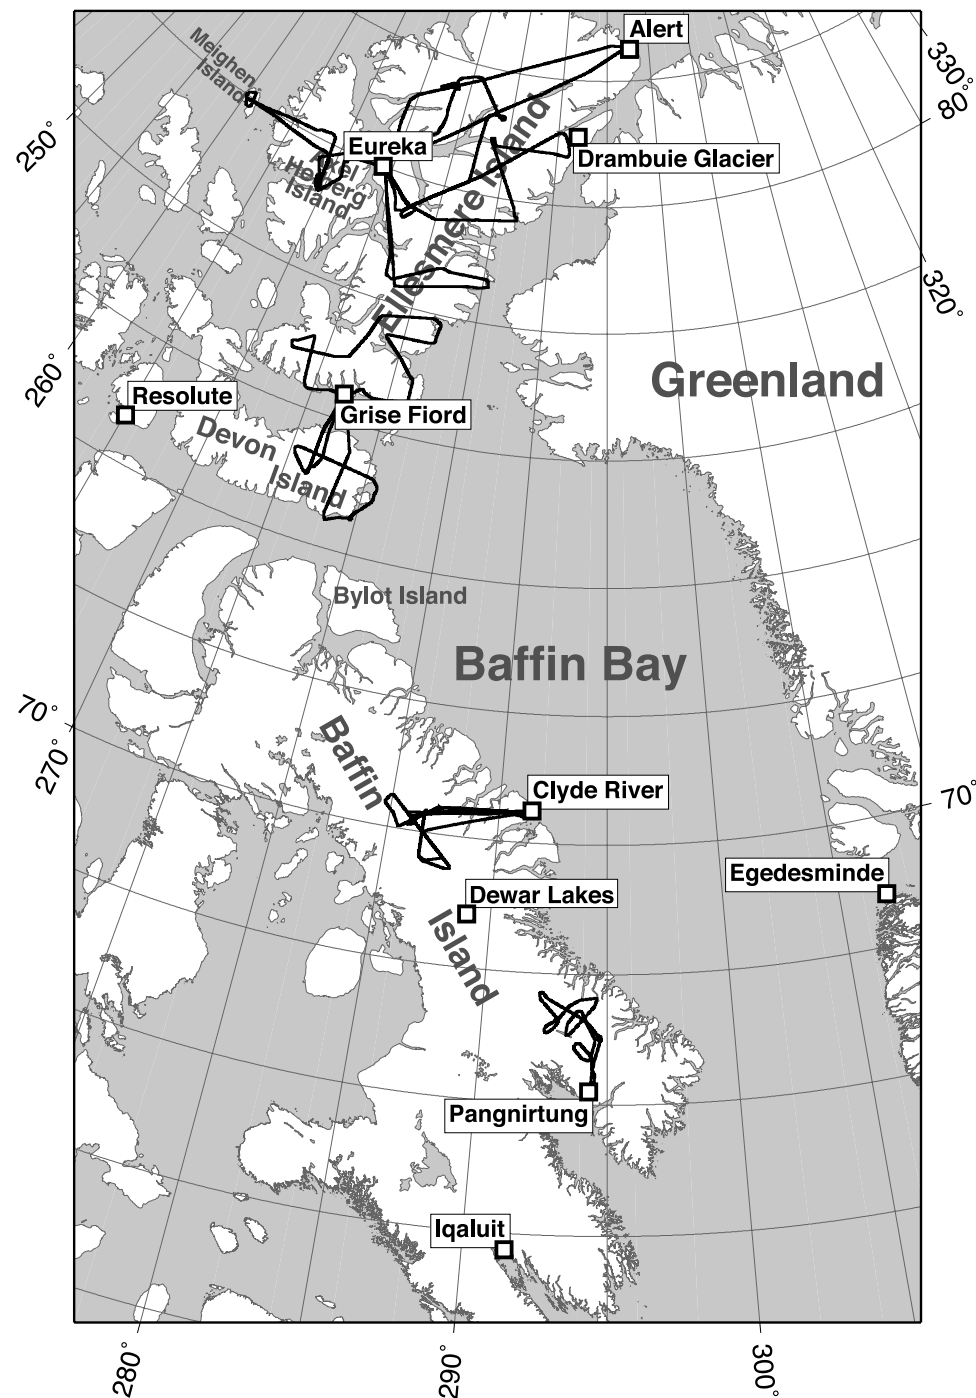 Alert
330°
80°
Meighen
Island
250°
Eureka
Drambuie Glacier
Axel
Heiberg
Island
Ellesmere Island
320°
260°
Resolute
Greenland
Grise Fiord
Devon
Island
Bylot Island
Baffin Bay
70°
270°
Baffin
Island
Clyde River
70°
Egedesminde
Dewar Lakes
Pangnirtung
Iqaluit
280°
290°
300°